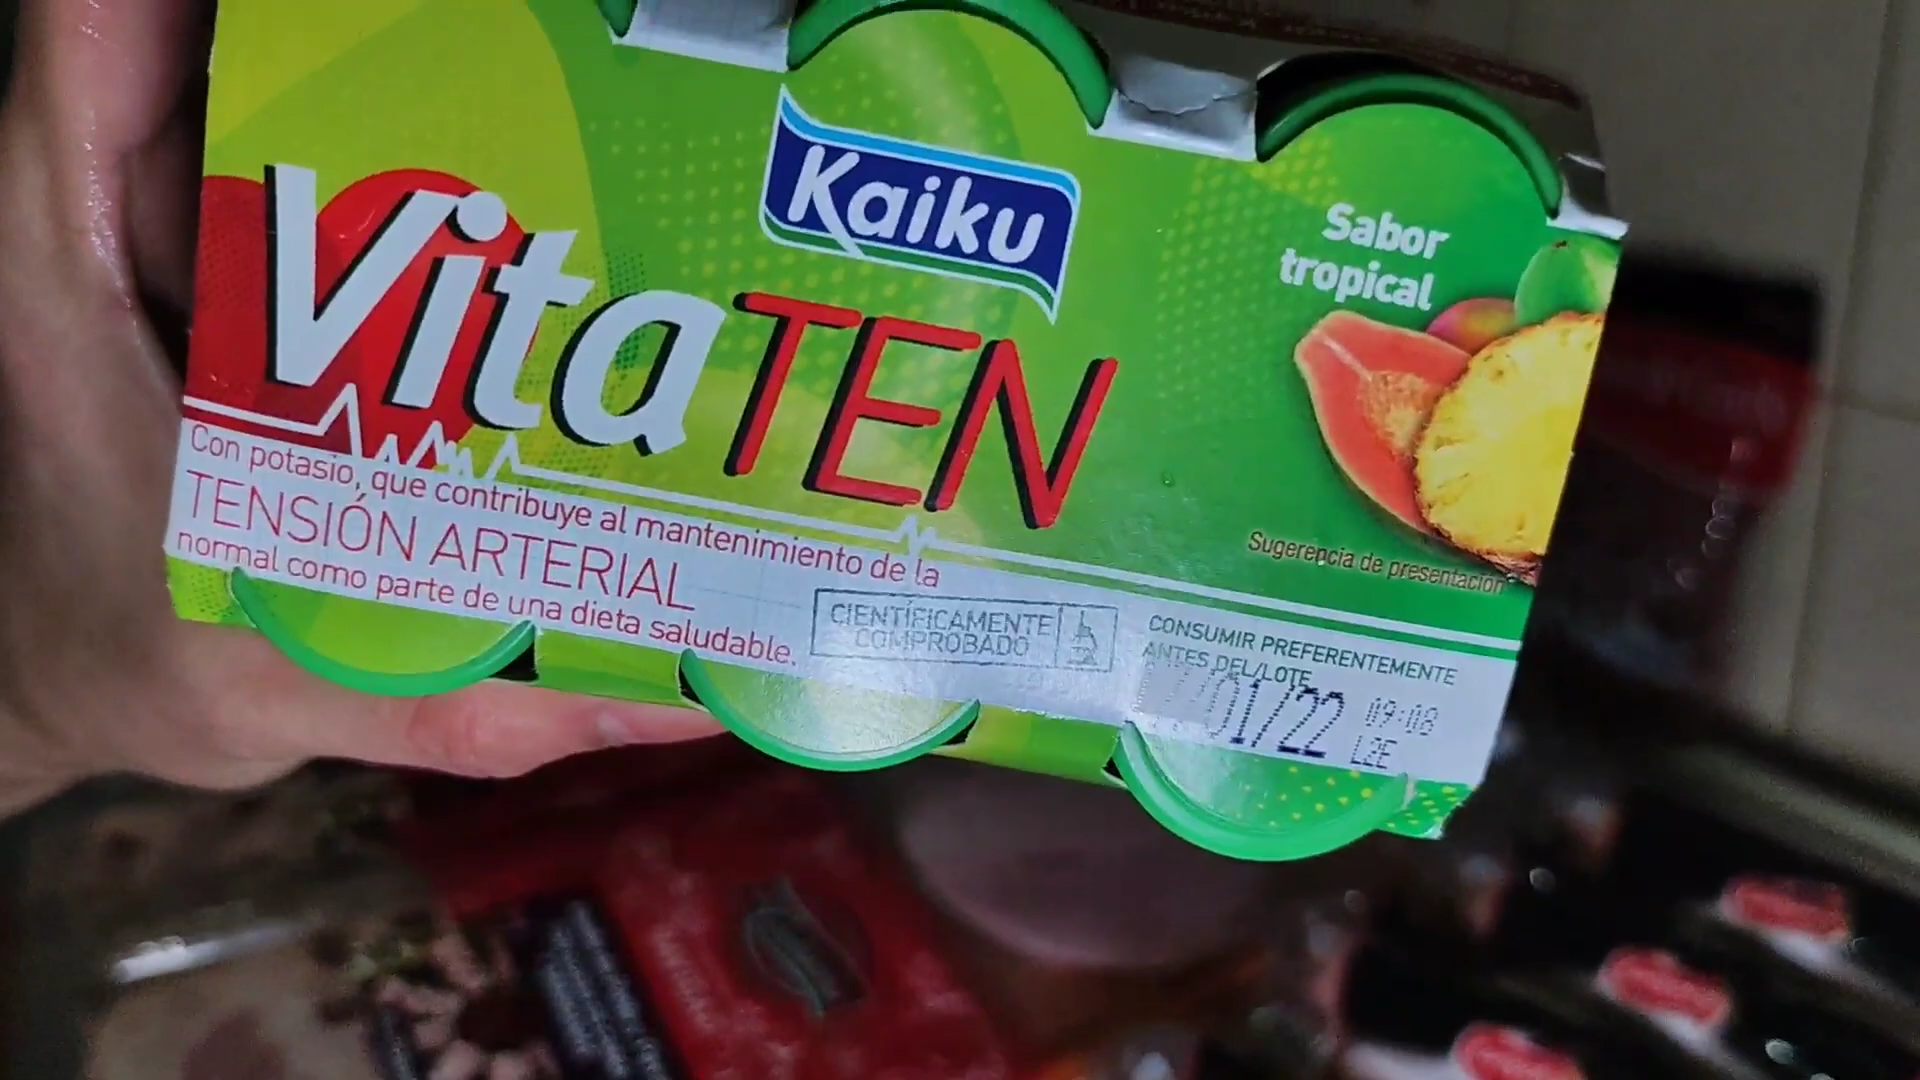 Kaiku
VitaTEN
Sabor
tropical
Con potasio, que contribuye al mantenimiento de la
TENSIÓN ARTERIAL
normal como parte de una dieta saludable.
Sugerencia de presentación
CIENTÍFICAMENTE
COMPROBADO
CONSUMIR PREFERENTEMENTE
ANTES DEL/LOTE
/01/22 09:08
L2E